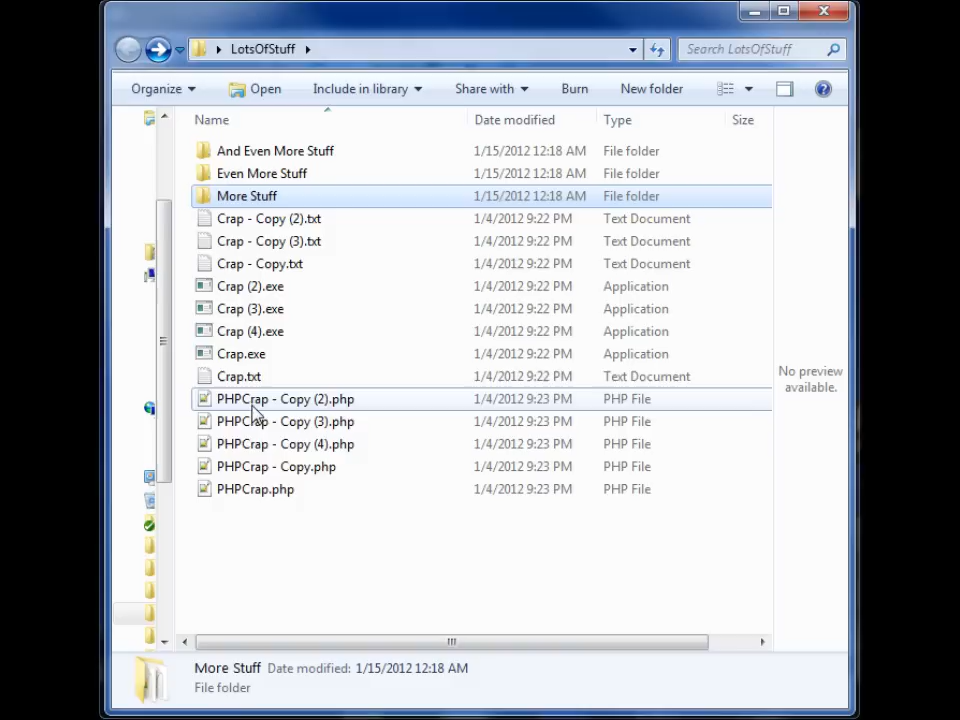 LotsOfStuff
Search LotsOfStuff
Organize Open Include in library Share with Burn New folder
Name Date modified Type Size
And Even More Stuff 1/15/2012 12:18 AM File folder
Even More Stuff 1/15/2012 12:18 AM File folder
More Stuff 1/15/2012 12:18 AM File folder
Crap - Copy (2).txt 1/4/2012 9:22 PM Text Document
Crap - Copy (3).txt 1/4/2012 9:22 PM Text Document
Crap - Copy.txt 1/4/2012 9:22 PM Text Document
Crap (2).exe 1/4/2012 9:22 PM Application
Crap (3).exe 1/4/2012 9:22 PM Application
Crap (4).exe 1/4/2012 9:22 PM Application
Crap.exe 1/4/2012 9:22 PM Application
Crap.txt 1/4/2012 9:22 PM Text Document
PHPCrap - Copy (2).php 1/4/2012 9:23 PM PHP File
PHPCrap - Copy (3).php 1/4/2012 9:23 PM PHP File
PHPCrap - Copy (4).php 1/4/2012 9:23 PM PHP File
PHPCrap - Copy.php 1/4/2012 9:23 PM PHP File
PHPCrap.php 1/4/2012 9:23 PM PHP File
No preview
available.
More Stuff Date modified: 1/15/2012 12:18 AM
File folder